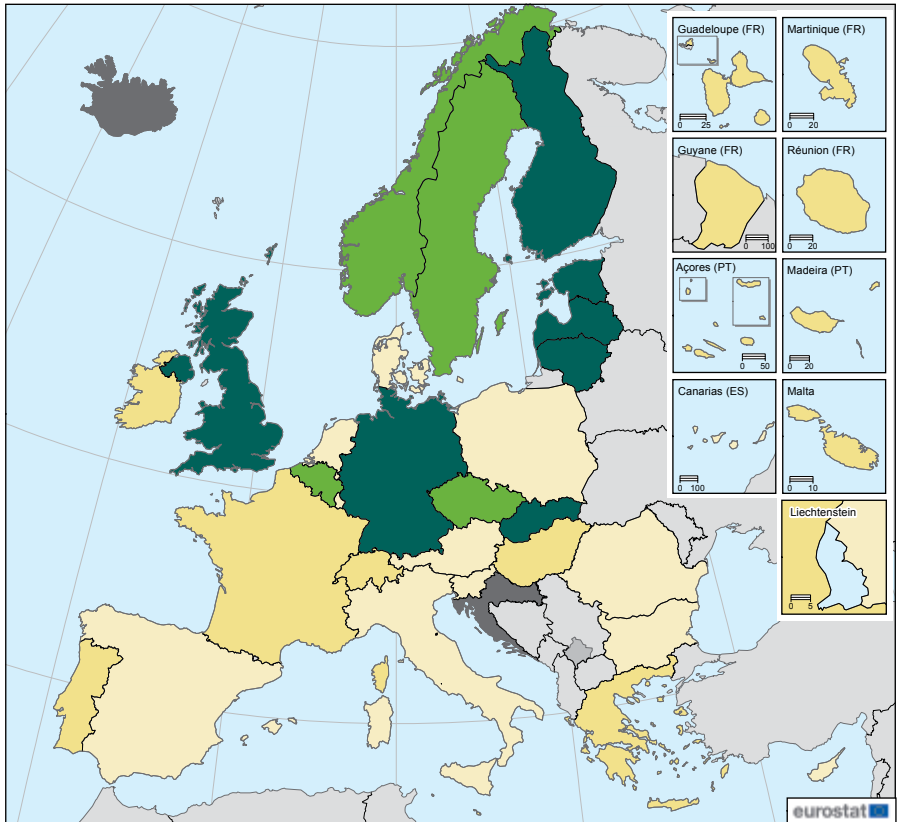 Guadeloupe (FR)
0 25
Martinique (FR)
0 20
Guyane (FR)
0 100
Réunion (FR)
0 20
Açores (PT)
0 50
Madeira (PT)
0 20
Canarias (ES)
0 100
Malta
0 10
Liechtenstein
0 5
eurostat